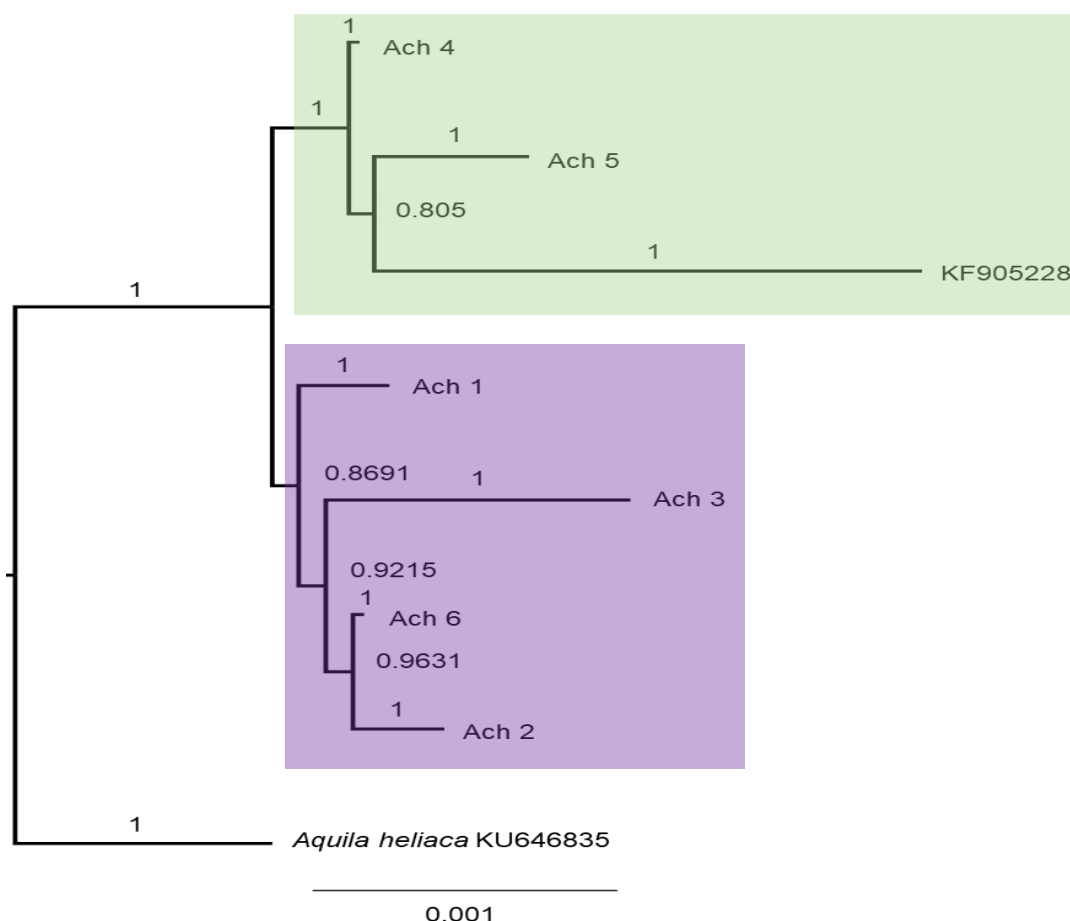 1
Ach 4
1
1
Ach 5
0.805
1
KF905228
1
1
Ach 1
0.8691
1
Ach 3
0.9215
1
Ach 6
0.9631
1
Ach 2
1
Aquila heliaca KU646835
0.001